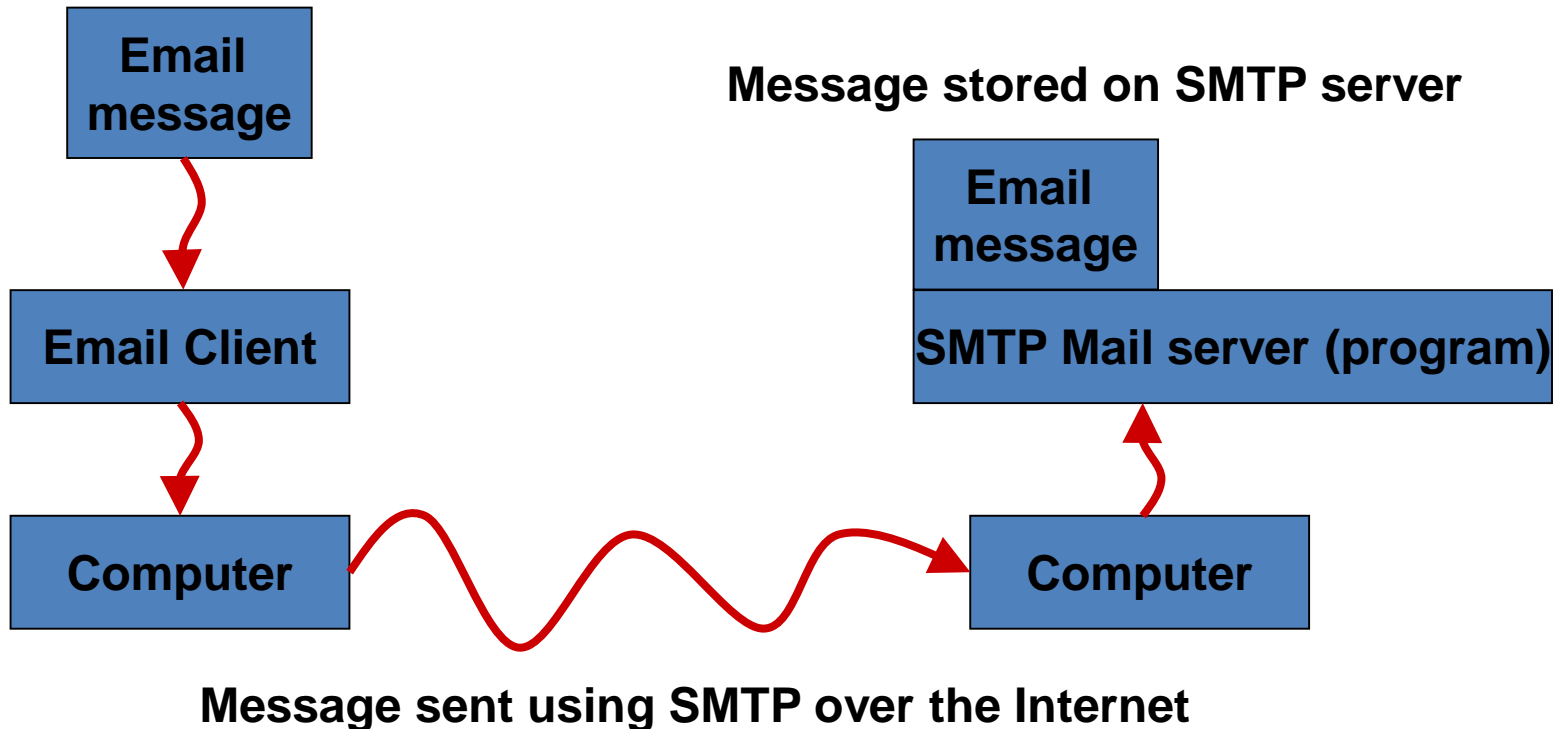 Email
message
Message stored on SMTP server
Email
message
Email Client
SMTP Mail server (program)
Computer
Computer
Message sent using SMTP over the Internet